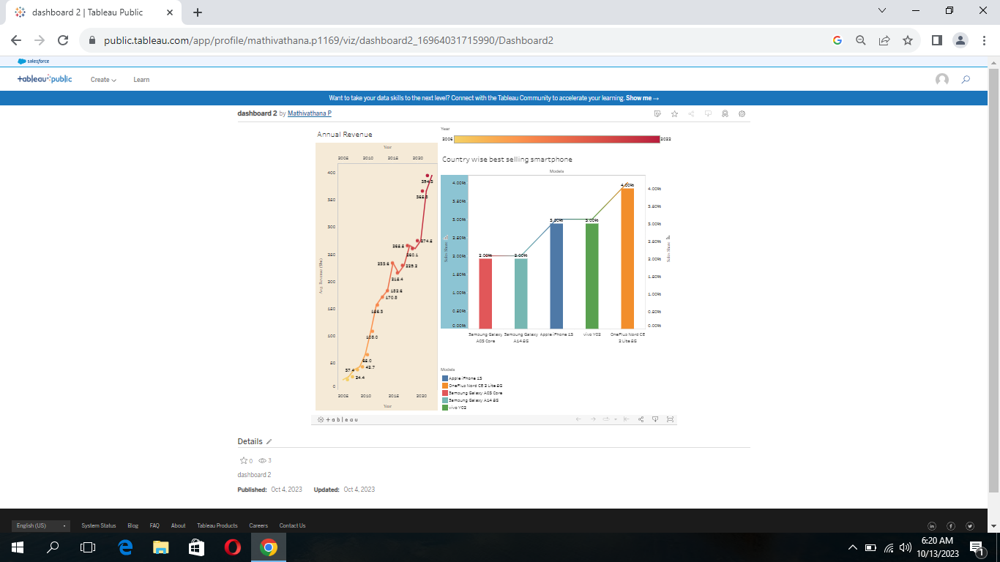 dashboard 2 | Tableau Public
public.tableau.com/app/profile/mathivathana.p1169/viz/dashboard2_16964031715990/Dashboard2
salesforce
+ableau public
Create
Learn
Want to take your data skills to the next level? Connect with the Tableau Community to accelerate your learning. Show me →
dashboard 2 by Mathivathana P
Annual Revenue
Year
2005 2010 2015 2020
400
350
300
250
200
150
100
50
0
Avg. Revenue ($bn)
394.3
365.8
274.5
265.5
260.1
233.6
229.2
215.4
182.6
170.8
156.5
108.0
65.0
42.7
37.4
24.4
2005 2010 2015 2020
Year
Year
2006
2022
Country wise best selling smartphone
Models
4.00%
3.50%
3.00%
2.50%
2.00%
1.50%
1.00%
0.50%
0.00%
Sales Share
2.00%
2.00%
3.00%
3.00%
4.00%
4.00%
3.50%
3.00%
2.50%
2.00%
1.50%
1.00%
0.50%
0.00%
Sales Share
Samsung Galaxy A03 Core
Samsung Galaxy A14 5G
Apple iPhone 13
vivo Y02
OnePlus Nord CE 3 Lite 5G
Models
Apple iPhone 13
OnePlus Nord CE 3 Lite 5G
Samsung Galaxy A03 Core
Samsung Galaxy A14 5G
vivo Y02
+ a b | e a u
Details
0 3
dashboard 2
Published: Oct 4, 2023 Updated: Oct 4, 2023
English (US)
System Status Blog FAQ About Tableau Products Careers Contact Us
6:20 AM
10/13/2023
1